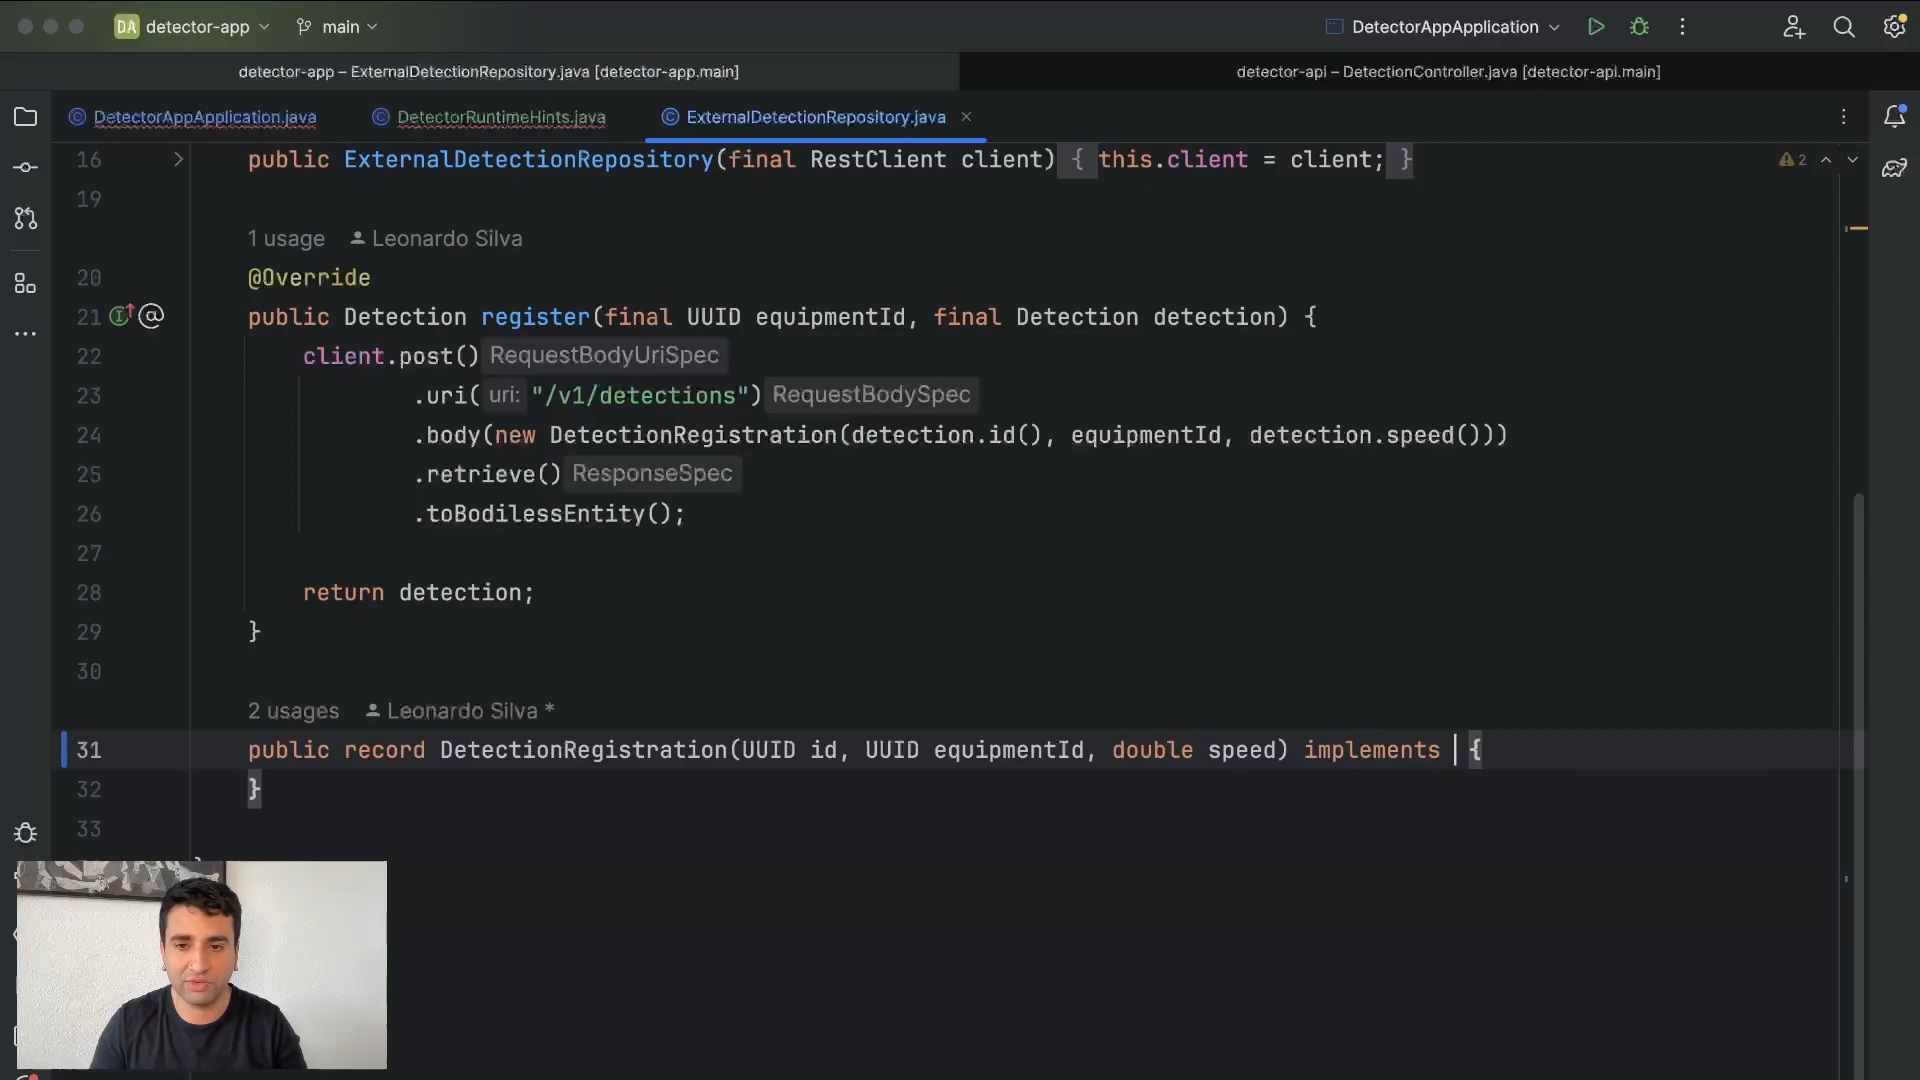 DA detector-app main DetectorAppApplication
detector-app – ExternalDetectionRepository.java [detector-app.main] detector-api – DetectionController.java [detector-api.main]
DetectorAppApplication.java DetectorRuntimeHints.java ExternalDetectionRepository.java
16 public ExternalDetectionRepository(final RestClient client) { this.client = client; } 2
19
1 usage Leonardo Silva
20 @Override
21 public Detection register(final UUID equipmentId, final Detection detection) {
22 client.post() RequestBodyUriSpec
23 .uri( uri: "/v1/detections") RequestBodySpec
24 .body(new DetectionRegistration(detection.id(), equipmentId, detection.speed()))
25 .retrieve() ResponseSpec
26 .toBodilessEntity();
27
28 return detection;
29 }
30
2 usages Leonardo Silva *
31 public record DetectionRegistration(UUID id, UUID equipmentId, double speed) implements {
32 }
33